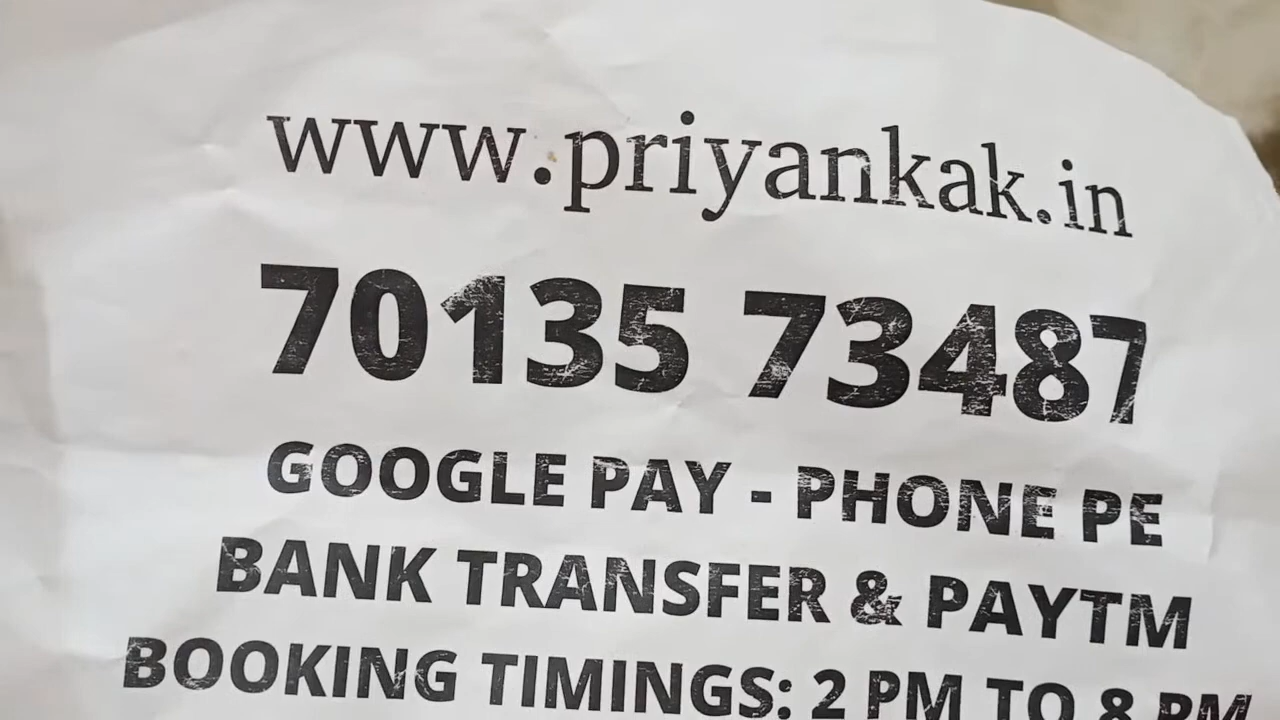 www.priyankak.in
70135 73487
GOOGLE PAY - PHONE PE
BANK TRANSFER & PAYTM
BOOKING TIMINGS: 2 PM TO 8 PM